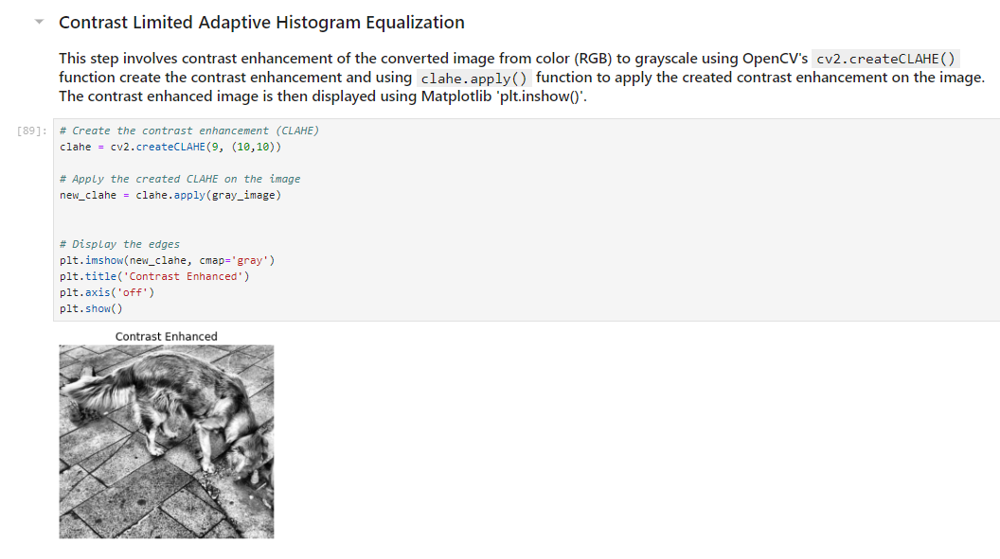 Contrast Limited Adaptive Histogram Equalization
This step involves contrast enhancement of the converted image from color (RGB) to grayscale using OpenCV's cv2.createCLAHE()
function create the contrast enhancement and using clahe.apply() function to apply the created contrast enhancement on the image.
The contrast enhanced image is then displayed using Matplotlib 'plt.inshow()'.
[89]:
# Create the contrast enhancement (CLAHE)
clahe = cv2.createCLAHE(9, (10,10))
# Apply the created CLAHE on the image
new_clahe = clahe.apply(gray_image)
# Display the edges
plt.imshow(new_clahe, cmap='gray')
plt.title('Contrast Enhanced')
plt.axis('off')
plt.show()
Contrast Enhanced